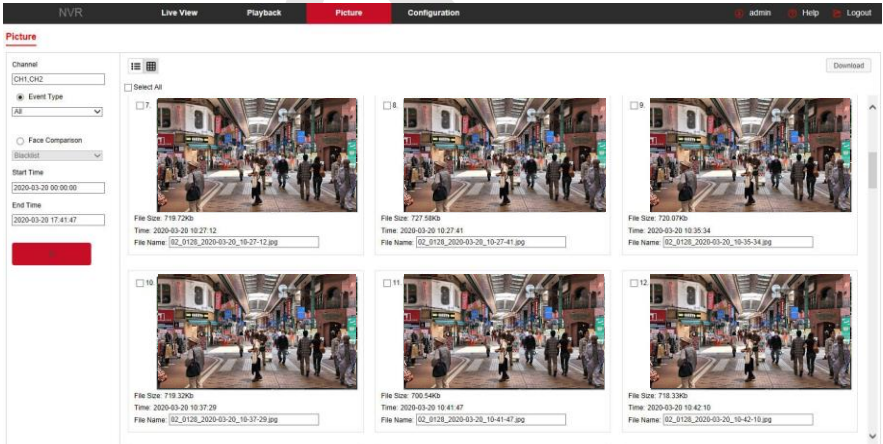 NVR Live View Playback Picture Configuration admin Help Logout
Picture
Channel
CH1,CH2
Event Type
All
Face Comparison
Blacklist
Start Time
2020-03-20 00:00:00
End Time
2020-03-20 17:41:47
Download
Select All
7.
File Size: 719.72Kb
Time: 2020-03-20 10:27:12
File Name: 02_0128_2020-03-20_10-27-12.jpg
8.
File Size: 727.58Kb
Time: 2020-03-20 10:27:41
File Name: 02_0128_2020-03-20_10-27-41.jpg
9.
File Size: 720.07Kb
Time: 2020-03-20 10:35:34
File Name: 02_0128_2020-03-20_10-35-34.jpg
10.
File Size: 719.32Kb
Time: 2020-03-20 10:37:29
File Name: 02_0128_2020-03-20_10-37-29.jpg
11.
File Size: 700.54Kb
Time: 2020-03-20 10:41:47
File Name: 02_0128_2020-03-20_10-41-47.jpg
12.
File Size: 718.33Kb
Time: 2020-03-20 10:42:10
File Name: 02_0128_2020-03-20_10-42-10.jpg